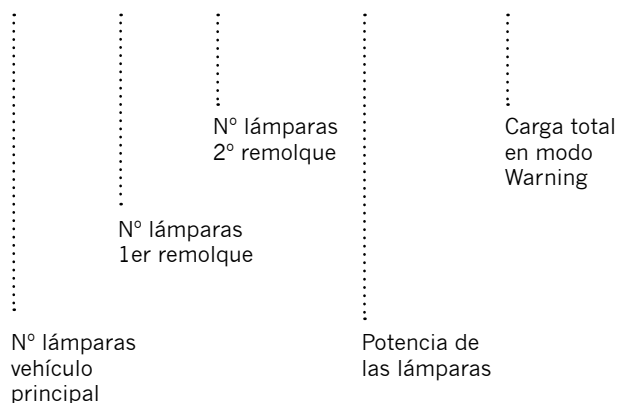 Nº lámparas
2º remolque
Carga total
en modo
Warning
Nº lámparas
1er remolque
Nº lámparas
vehículo
principal
Potencia de
las lámparas